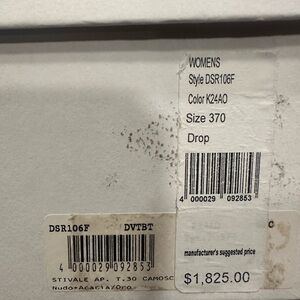 WOMENS
Style DSR106F
Color K24AO
Size 370
Drop
4 000029 092853
manufacturer's suggested price
$1,825.00
DSR106F DVTBT
4 000029 092853
STIVALE AP. T.30 CAMOSC
Nudo+Acacia/Oro